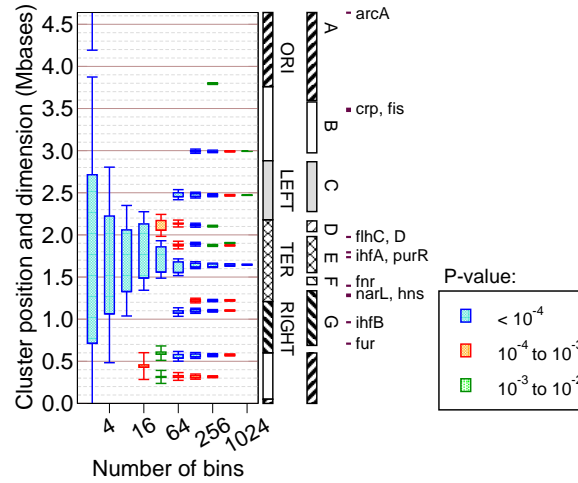 Cluster position and dimension (Mbases)
4.5
4.0
3.5
3.0
2.5
2.0
1.5
1.0
0.5
0.0
4
16
64
256
1024
Number of bins
ORI
LEFT
TER
RIGHT
A
B
C
D
E
F
G
arcA
crp, fis
flhC, D
ihfA, purR
fnr
narL, hns
ihfB
fur
P-value:
< 10⁻⁴
10⁻⁴ to 10⁻³
10⁻³ to 10⁻²